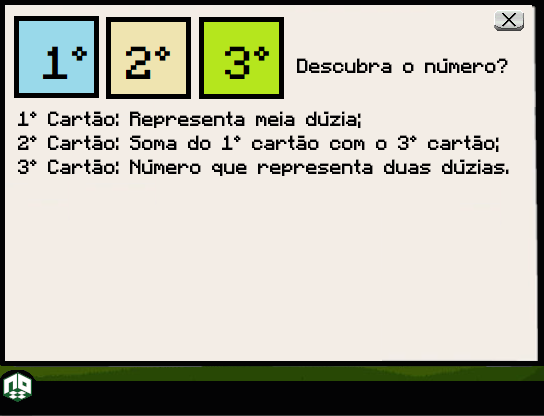 1° 2° 3° Descubra o número?
1° Cartão: Representa meia dúzia;
2° Cartão: Soma do 1° cartão com o 3° cartão;
3° Cartão: Número que representa duas dúzias.